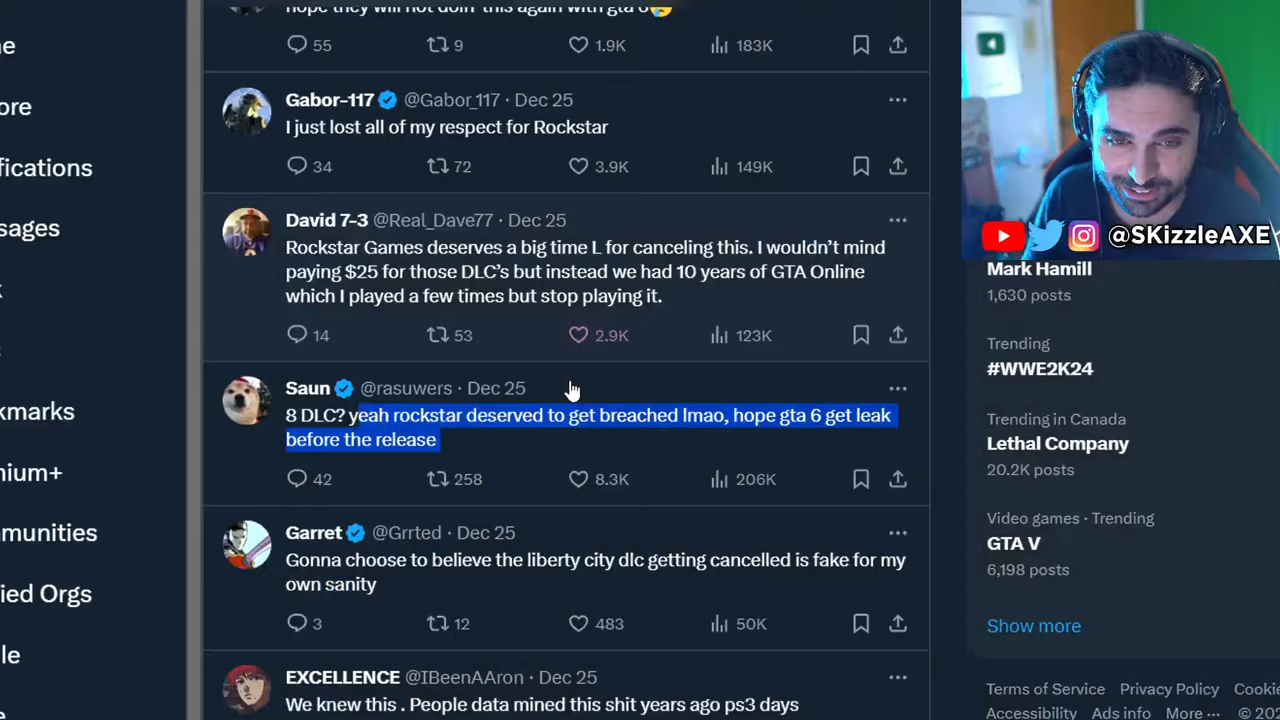 hope they will not doin' this again with gta 6
55 9 1.9K 183K
Gabor-117 @Gabor_117 · Dec 25 ···
I just lost all of my respect for Rockstar
34 72 3.9K 149K
David 7-3 @Real_Dave77 · Dec 25 ···
Rockstar Games deserves a big time L for canceling this. I wouldn't mind
paying $25 for those DLC's but instead we had 10 years of GTA Online
which I played a few times but stop playing it.
14 53 2.9K 123K
Saun @rasuwers · Dec 25 ···
8 DLC? yeah rockstar deserved to get breached lmao, hope gta 6 get leak
before the release
42 258 8.3K 206K
Garret @Grrted · Dec 25 ···
Gonna choose to believe the liberty city dlc getting cancelled is fake for my
own sanity
3 12 483 50K
EXCELLENCE @IBeenAAron · Dec 25 ···
We knew this . People data mined this shit years ago ps3 days
me
ore
fications
sages
k
kmarks
mium+
munities
ied Orgs
le
e
@SKizzleAXE
Mark Hamill
1,630 posts
Trending
#WWE2K24
Trending in Canada
Lethal Company
20.2K posts
Video games · Trending
GTA V
6,198 posts
Show more
Terms of Service Privacy Policy Cookie
Accessibility Ads info More ··· © 202